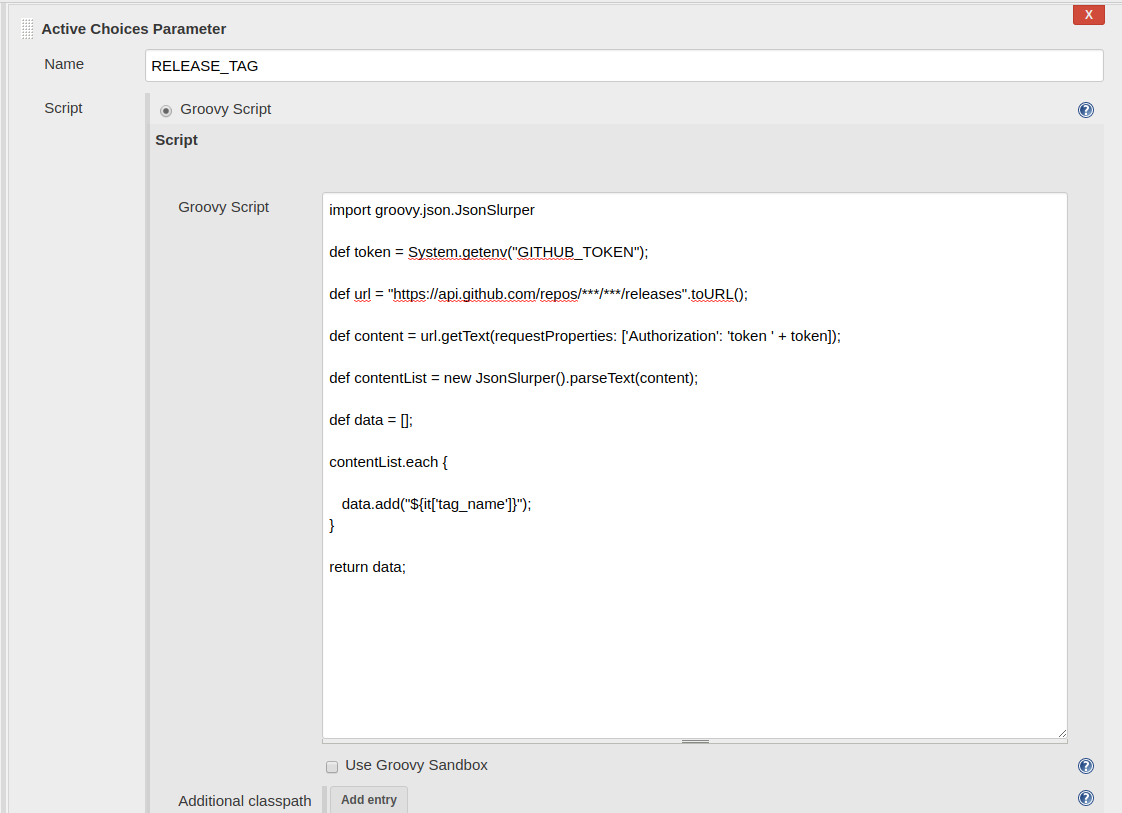 Active Choices Parameter
X
Name
RELEASE_TAG
Script
Groovy Script
?
Script
Groovy Script
import groovy.json.JsonSlurper
def token = System.getenv("GITHUB_TOKEN");
def url = "https://api.github.com/repos/***/***/releases".toURL();
def content = url.getText(requestProperties: ['Authorization': 'token ' + token]);
def contentList = new JsonSlurper().parseText(content);
def data = [];
contentList.each {
data.add("${it['tag_name']}");
}
return data;
Use Groovy Sandbox
?
Additional classpath
Add entry
?